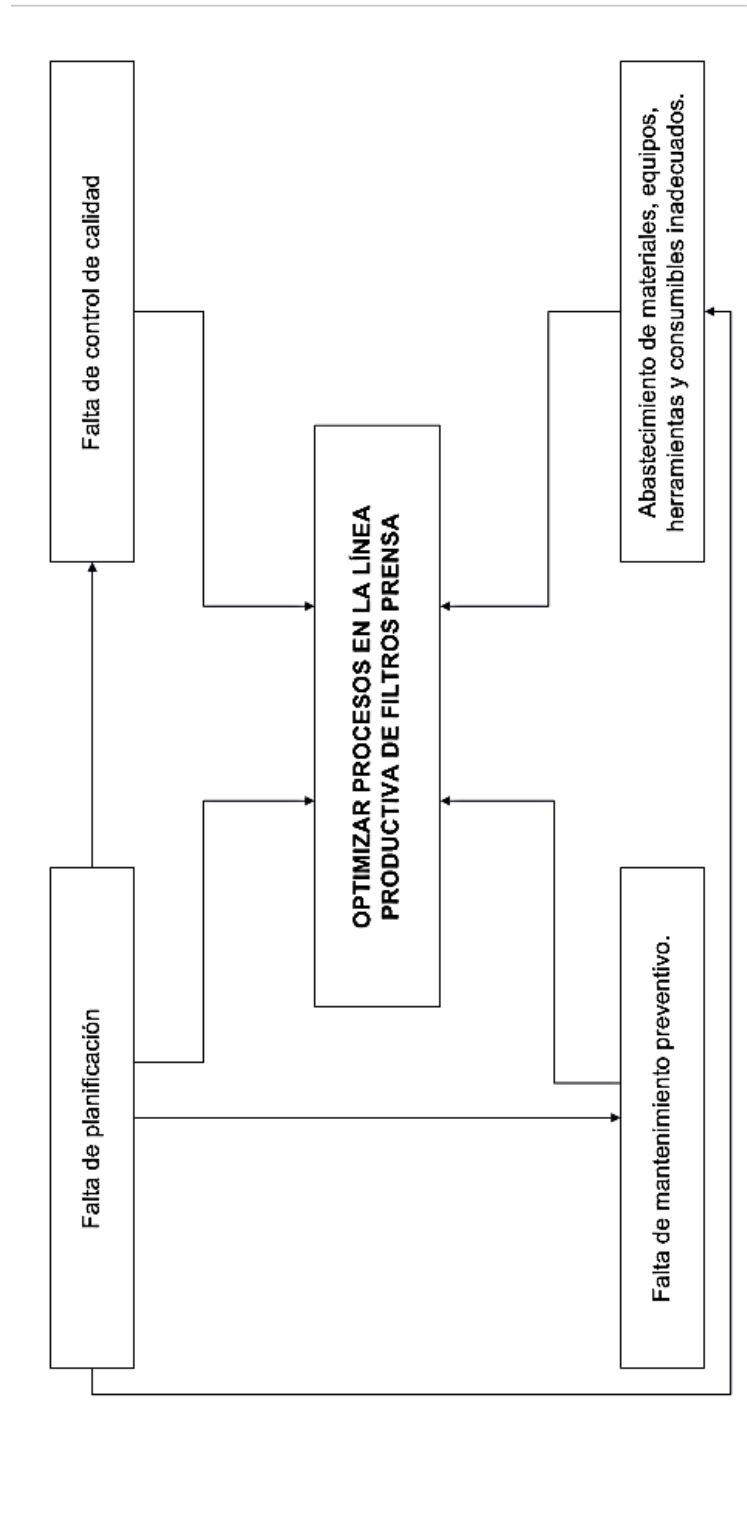 Falta de planificación
Falta de control de calidad
OPTIMIZAR PROCESOS EN LA LÍNEA
PRODUCTIVA DE FILTROS PRENSA
Falta de mantenimiento preventivo.
Abastecimiento de materiales, equipos,
herramientas y consumibles inadecuados.